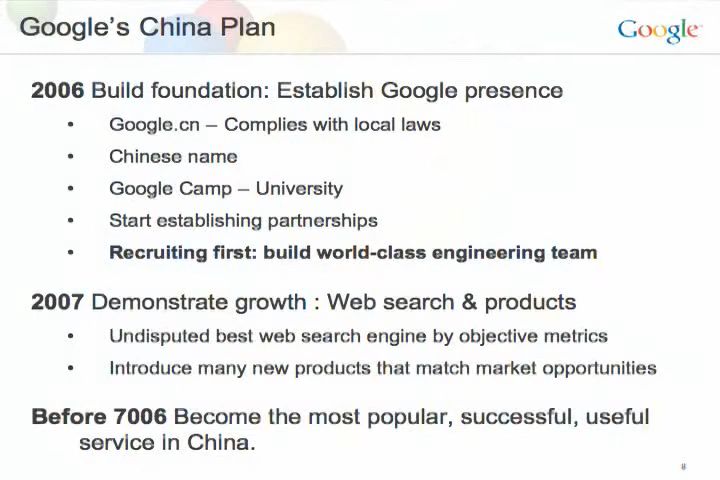 Google's China Plan
Google
2006 Build foundation: Establish Google presence
• Google.cn – Complies with local laws
• Chinese name
• Google Camp – University
• Start establishing partnerships
• Recruiting first: build world-class engineering team
2007 Demonstrate growth : Web search & products
• Undisputed best web search engine by objective metrics
• Introduce many new products that match market opportunities
Before 7006 Become the most popular, successful, useful
service in China.